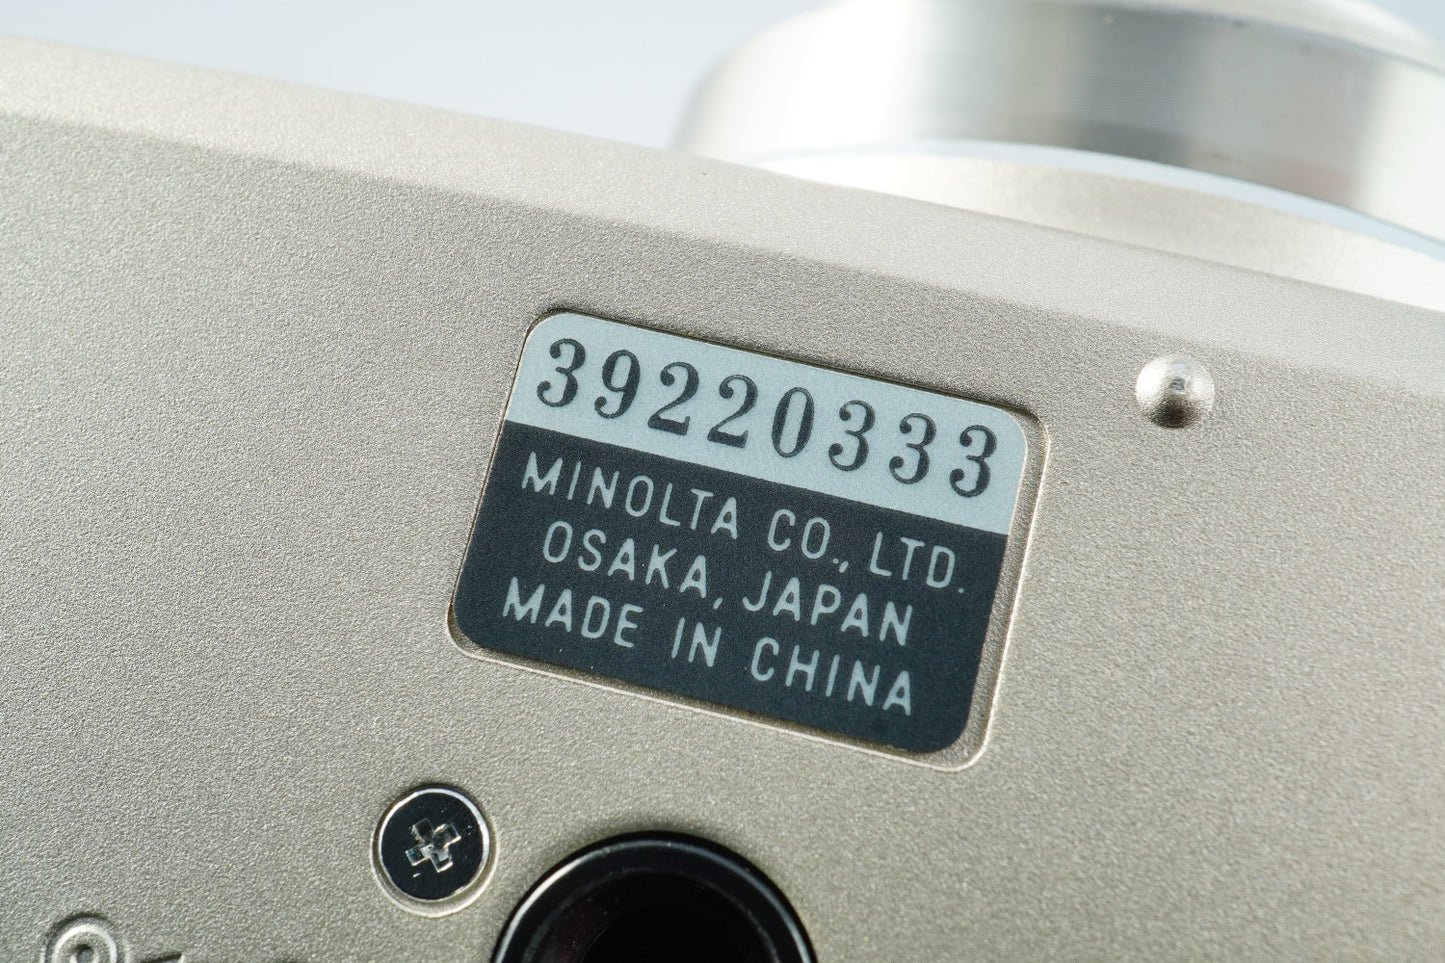 39220333
MINOLTA CO., LTD.
OSAKA, JAPAN
MADE IN CHINA